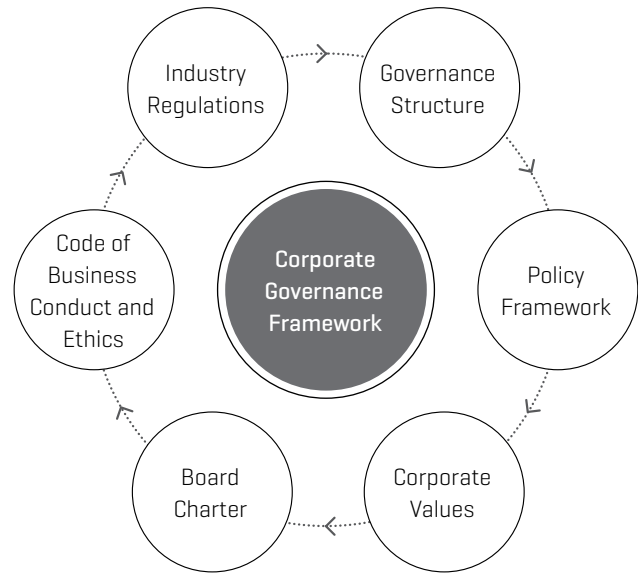 Industry
Regulations
Governance
Structure
Policy
Framework
Corporate
Values
Board
Charter
Code of
Business
Conduct and
Ethics
Corporate
Governance
Framework